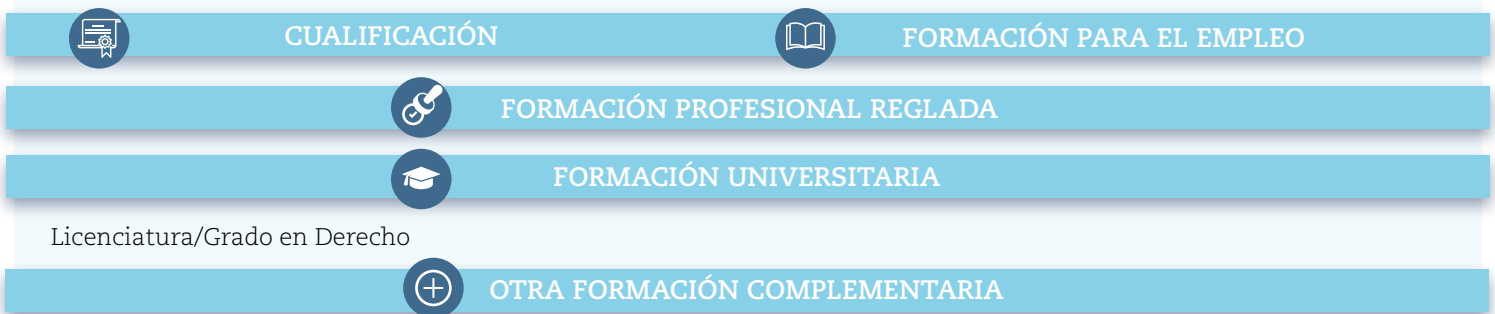 CUALIFICACIÓN
FORMACIÓN PARA EL EMPLEO
FORMACIÓN PROFESIONAL REGLADA
FORMACIÓN UNIVERSITARIA
Licenciatura/Grado en Derecho
OTRA FORMACIÓN COMPLEMENTARIA